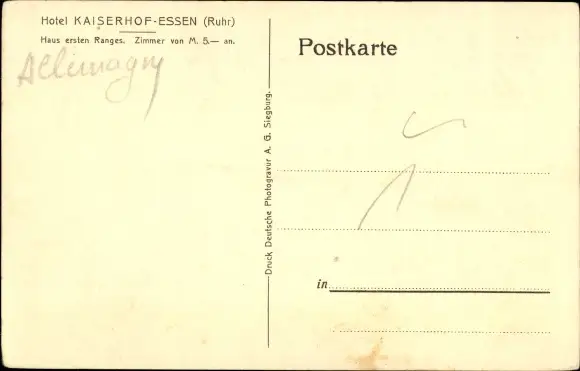 Hotel KAISERHOF-ESSEN (Ruhr)
Haus ersten Ranges. Zimmer von M. 5.— an.
Allemagne
Druck Deutsche Photogravur A. G. Siegburg.
Postkarte
in